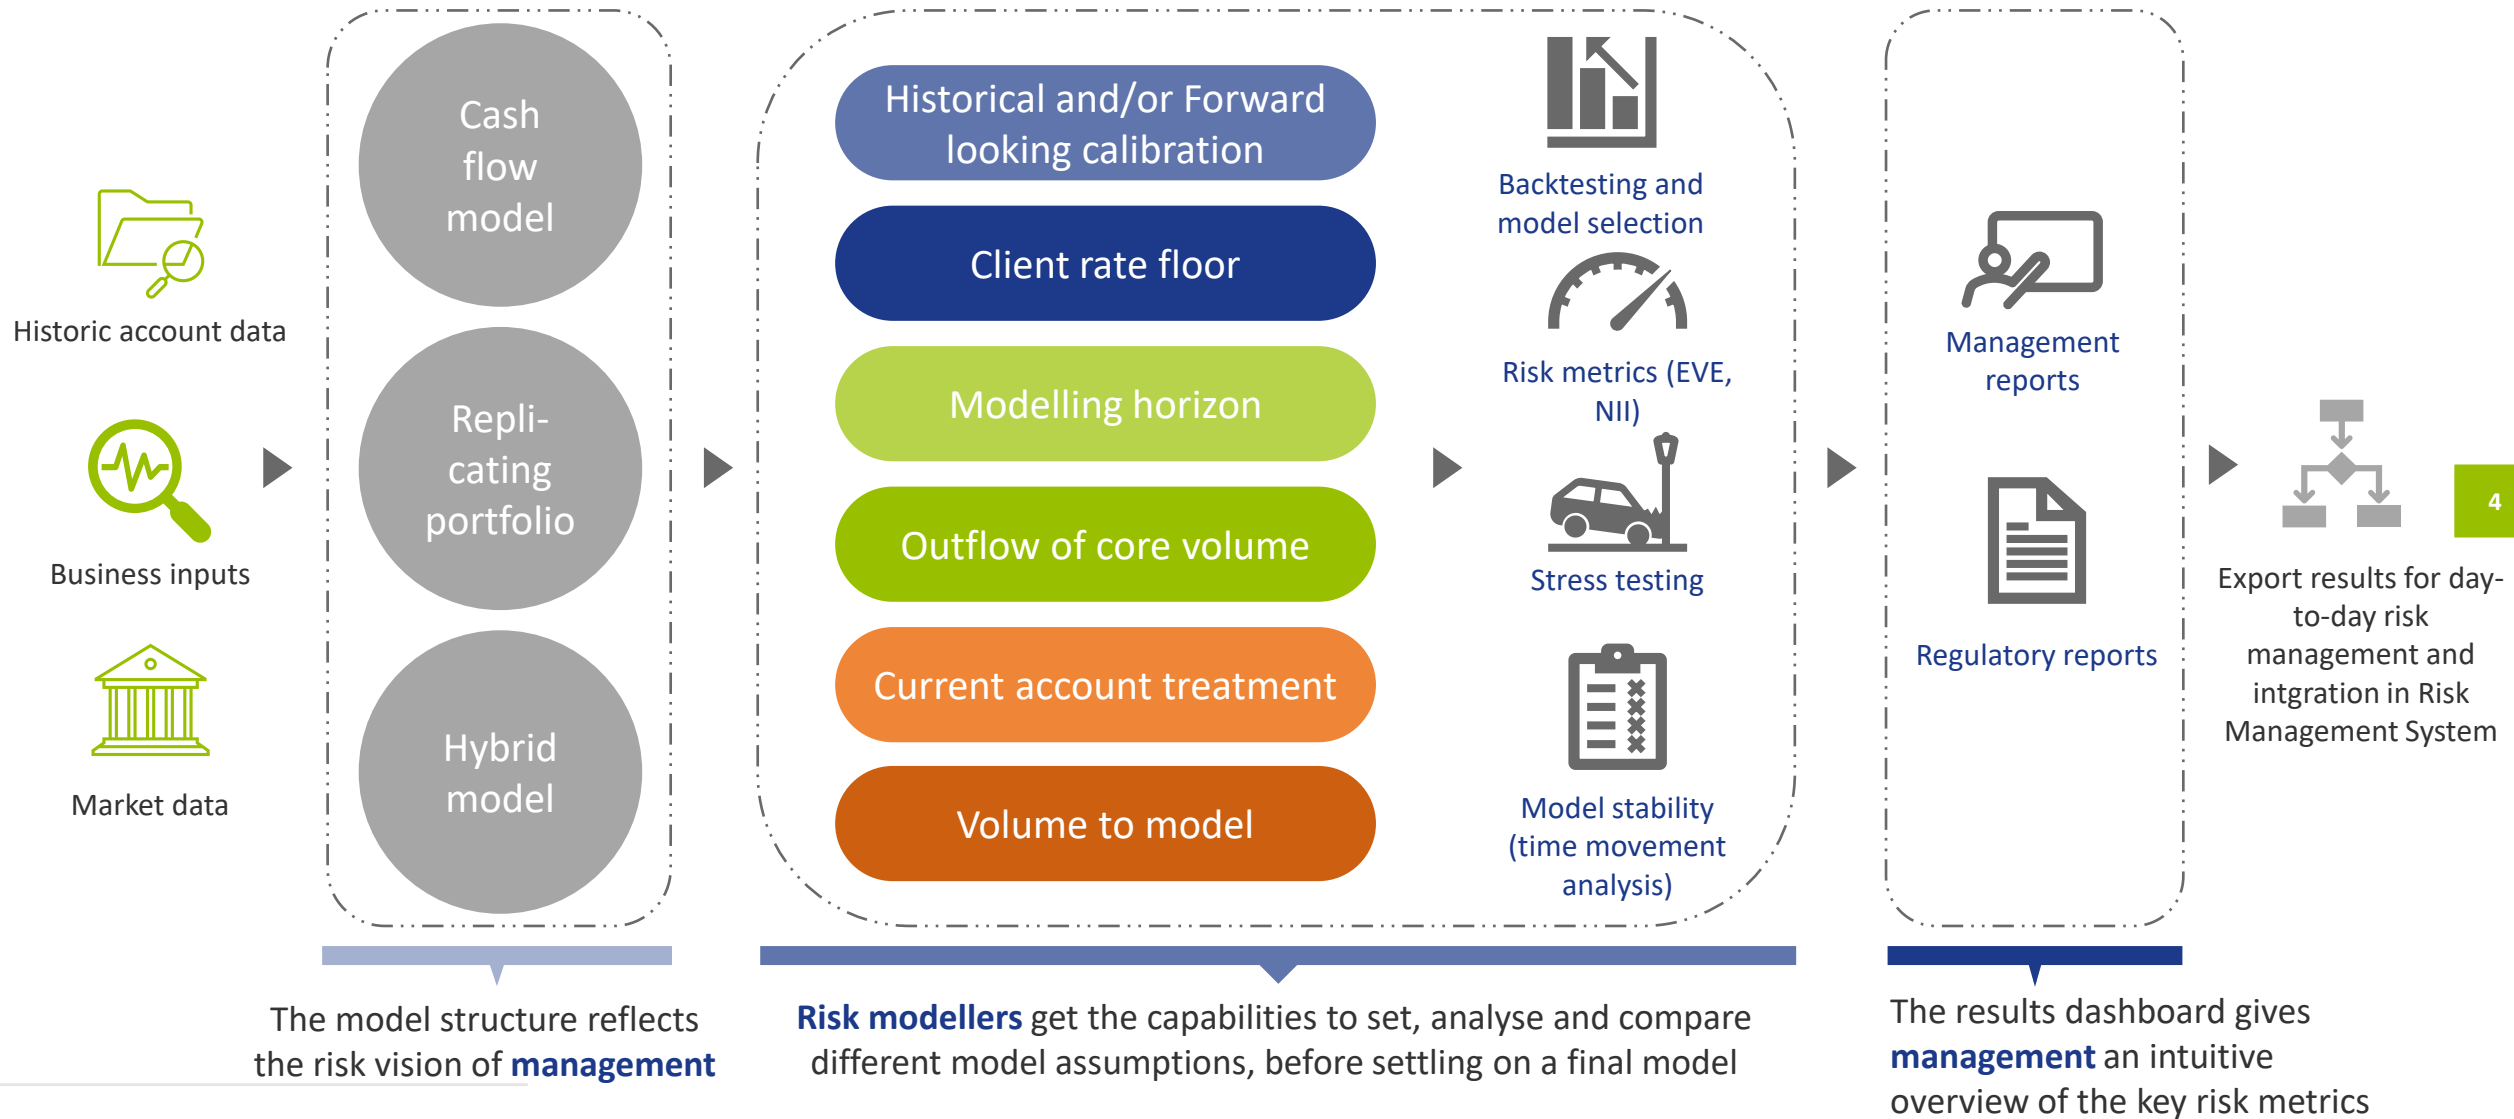 Historic account data
Business inputs
Market data
Cash
flow
model
Repli-
cating
portfolio
Hybrid
model
The model structure reflects
the risk vision of management
Historical and/or Forward
looking calibration
Client rate floor
Modelling horizon
Outflow of core volume
Current account treatment
Volume to model
Backtesting and
model selection
Risk metrics (EVE,
NII)
Stress testing
Model stability
(time movement
analysis)
Risk modellers get the capabilities to set, analyse and compare
different model assumptions, before settling on a final model
Management
reports
Regulatory reports
The results dashboard gives
management an intuitive
overview of the key risk metrics
4
Export results for day-
to-day risk
management and
intgration in Risk
Management System